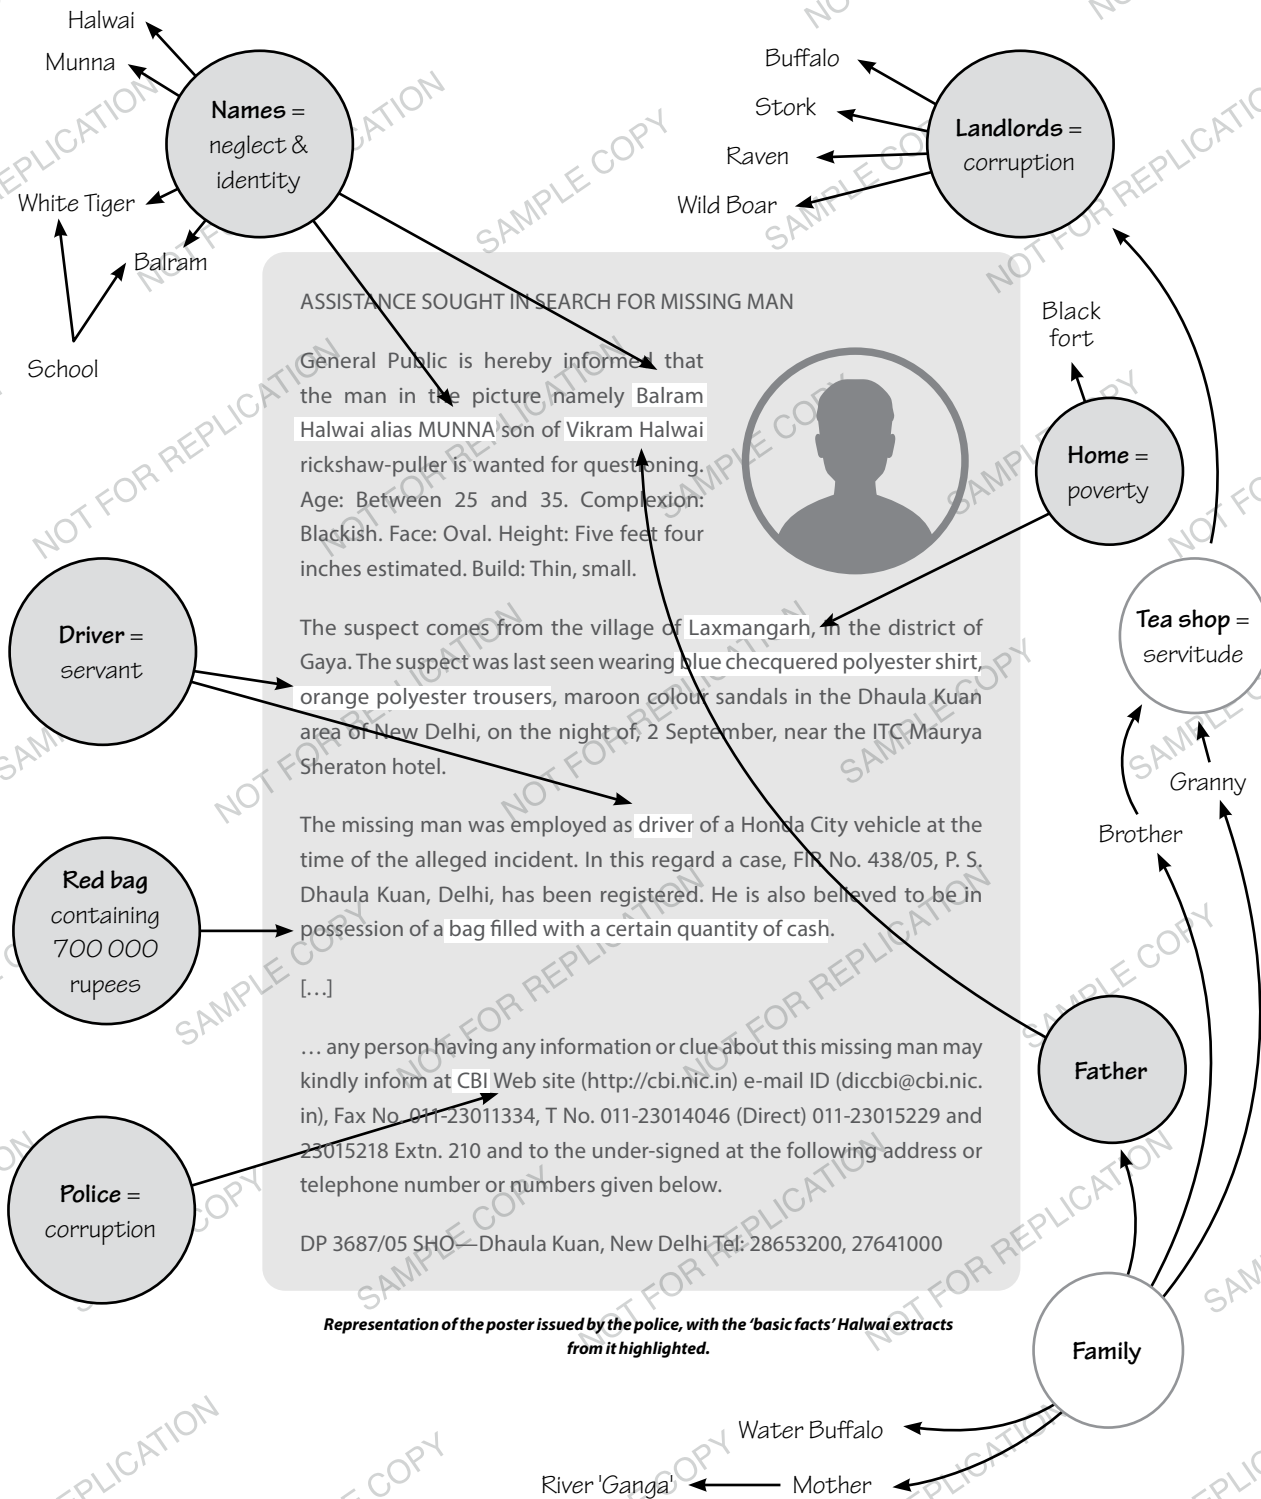 Halwai
Munna
Names =
neglect &
identity
White Tiger
Balram
School
Buffalo
Stork
Raven
Wild Boar
Landlords =
corruption
Black
fort
Home =
poverty
Tea shop =
servitude
Granny
Brother
Driver =
servant
Red bag
containing
700 000
rupees
Police =
corruption
Father
Family
Water Buffalo
Mother
River 'Ganga'
ASSISTANCE SOUGHT IN SEARCH FOR MISSING MAN
General Public is hereby informed that
the man in the picture namely Balram
Halwai alias MUNNA son of Vikram Halwai
rickshaw-puller is wanted for questioning.
Age: Between 25 and 35. Complexion:
Blackish. Face: Oval. Height: Five feet four
inches estimated. Build: Thin, small.
The suspect comes from the village of Laxmangarh, in the district of
Gaya. The suspect was last seen wearing blue checquered polyester shirt,
orange polyester trousers, maroon colour sandals in the Dhaula Kuan
area of New Delhi, on the night of, 2 September, near the ITC Maurya
Sheraton hotel.
The missing man was employed as driver of a Honda City vehicle at the
time of the alleged incident. In this regard a case, FIR No. 438/05, P. S.
Dhaula Kuan, Delhi, has been registered. He is also believed to be in
possession of a bag filled with a certain quantity of cash.
[…]
… any person having any information or clue about this missing man may
kindly inform at CBI Web site (http://cbi.nic.in) e-mail ID (diccbi@cbi.nic.
in), Fax No. 011-23011334, T No. 011-23014046 (Direct) 011-23015229 and
23015218 Extn. 210 and to the under-signed at the following address or
telephone number or numbers given below.
DP 3687/05 SHO—Dhaula Kuan, New Delhi Tel: 28653200, 27641000
Representation of the poster issued by the police, with the ‘basic facts’ Halwai extracts
from it highlighted.
SAMPLE COPY
NOT FOR REPLICATION